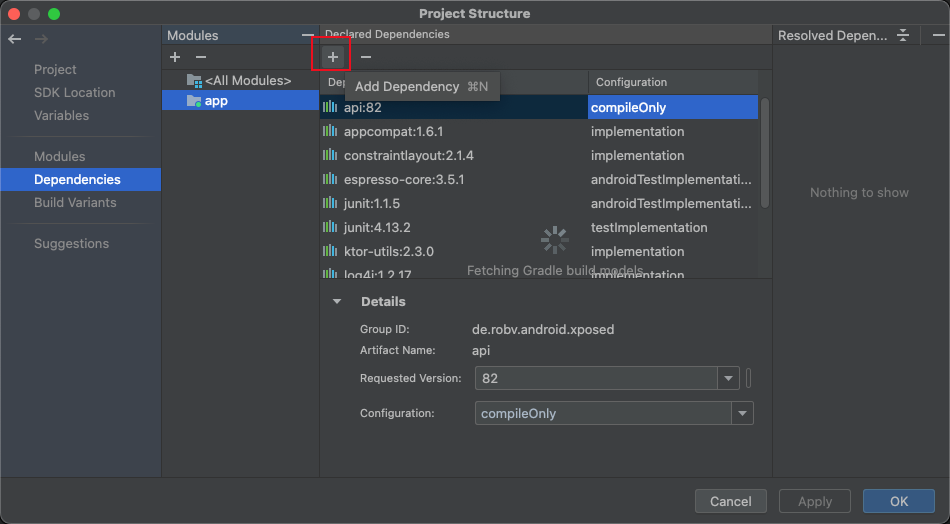 Project Structure
Project
SDK Location
Variables
Modules
Dependencies
Build Variants
Suggestions
Modules
<All Modules>
app
Declared Dependencies
Add Dependency ⌘N
Configuration
api:82 compileOnly
appcompat:1.6.1 implementation
constraintlayout:2.1.4 implementation
espresso-core:3.5.1 androidTestImplementati...
junit:1.1.5 androidTestImplementati...
junit:4.13.2 testImplementation
ktor-utils:2.3.0 implementation
log4j:1.2.17 implementation
Fetching Gradle build models
Details
Group ID: de.robv.android.xposed
Artifact Name: api
Requested Version: 82
Configuration: compileOnly
Resolved Depen...
Nothing to show
Cancel
Apply
OK